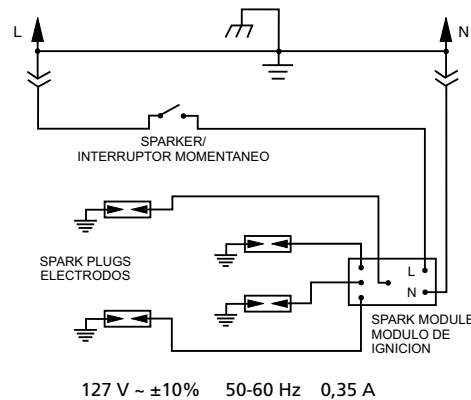 L
N
SPARKER/
INTERRUPTOR MOMENTANEO
SPARK PLUGS
ELECTRODOS
L
N
SPARK MODULE
MODULO DE
IGNICION
127 V ~ ±10% 50-60 Hz 0,35 A